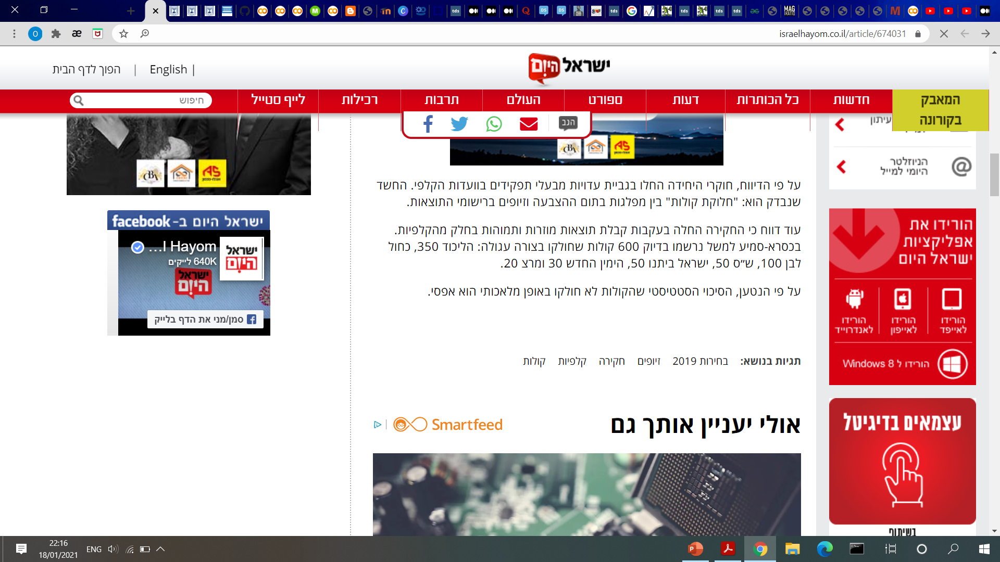 israelhayom.co.il/article/674031
ישראל היום
English |
|
הפוך לדף הבית
המאבק
בקורונה
חדשות
כל הכותרות
דעות
ספורט
העולם
תרבות
רכילות
לייף סטייל
חיפוש
הגב
עיתון
הניוזלטר
היומי למייל
CBA
AS
על פי הדיווח, חוקרי היחידה החלו בגביית עדויות מבעלי תפקידים בוועדות הקלפי. החשד
שנבדק הוא: "חלוקת קולות" בין מפלגות בתום ההצבעה וזיופים ברישומי התוצאות.
עוד דווח כי החקירה החלה בעקבות קבלת תוצאות מוזרות ותמוהות בחלק מהקלפיות.
בכסרא-סמיע למשל נרשמו בדיוק 600 קולות שחולקו בצורה עגולה: הליכוד 350, כחול
לבן 100, ש״ס 50, ישראל ביתנו 50, הימין החדש 30 ומרצ 20.
על פי הנטען, הסיכוי הסטטיסטי שהקולות לא חולקו באופן מלאכותי הוא אפסי.
תגיות בנושא: בחירות 2019 זיופים חקירה קלפיות קולות
אולי יעניין אותך גם
Smartfeed
הורידו את
אפליקציות
ישראל היום
הורידו
לאייפד
הורידו
לאייפון
הורידו
לאנדרוייד
הורידו ל Windows 8
עצמאים בדיגיטל
בשיתוף
ישראל היום ב-facebook
I Hayom...
640K לייקים
ישראל
היום
ישראל
היום
סמן/מני את הדף בלייק
22:16
18/01/2021
ENG